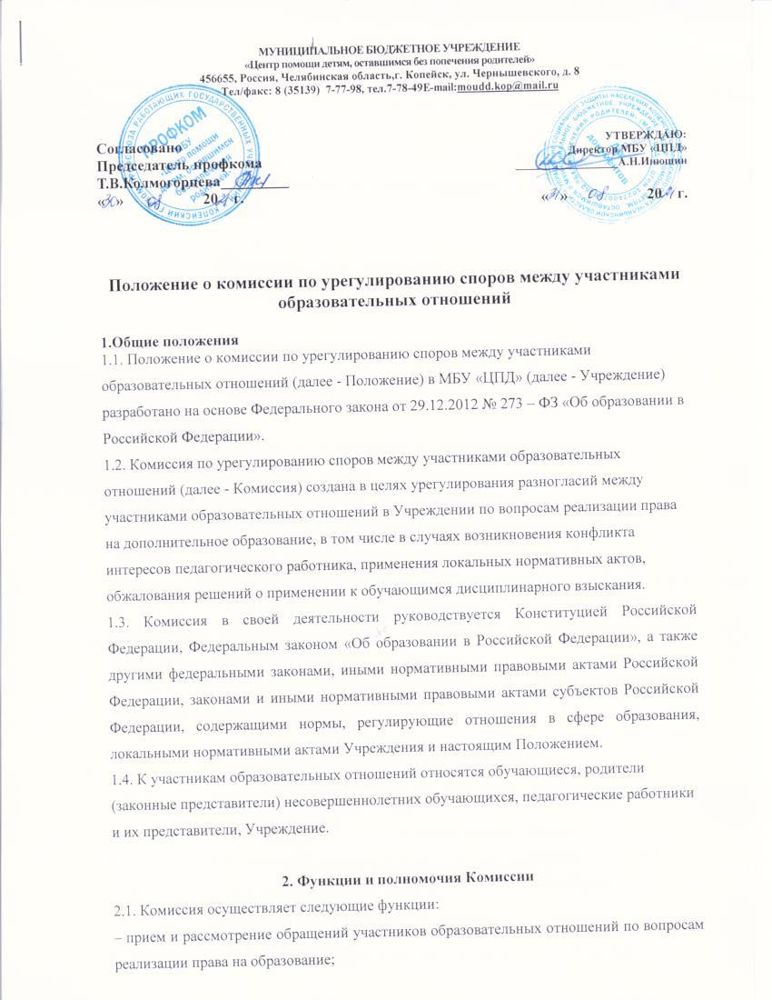 МУНИЦИПАЛЬНОЕ БЮДЖЕТНОЕ УЧРЕЖДЕНИЕ
«Центр помощи детям, оставшимся без попечения родителей»
456655, Россия, Челябинская область,г. Копейск, ул. Чернышевского, д. 8
Тел/факс: 8 (35139) 7-77-98, тел.7-78-49E-mail:moudd.kop@mail.ru
Согласовано
Председатель профкома
Т.В.Колмогорцева
«30» 08 2021 г.
ПРОФКОМ
УТВЕРЖДАЮ:
Директор МБУ «ЦПД»
А.Н.Инюшин
«31» 08 2021 г.
Положение о комиссии по урегулированию споров между участниками
образовательных отношений
1.Общие положения
1.1. Положение о комиссии по урегулированию споров между участниками
образовательных отношений (далее - Положение) в МБУ «ЦПД» (далее - Учреждение)
разработано на основе Федерального закона от 29.12.2012 № 273 – ФЗ «Об образовании в
Российской Федерации».
1.2. Комиссия по урегулированию споров между участниками образовательных
отношений (далее - Комиссия) создана в целях урегулирования разногласий между
участниками образовательных отношений в Учреждении по вопросам реализации права
на дополнительное образование, в том числе в случаях возникновения конфликта
интересов педагогического работника, применения локальных нормативных актов,
обжалования решений о применении к обучающимся дисциплинарного взыскания.
1.3. Комиссия в своей деятельности руководствуется Конституцией Российской
Федерации, Федеральным законом «Об образовании в Российской Федерации», а также
другими федеральными законами, иными нормативными правовыми актами Российской
Федерации, законами и иными нормативными правовыми актами субъектов Российской
Федерации, содержащими нормы, регулирующие отношения в сфере образования,
локальными нормативными актами Учреждения и настоящим Положением.
1.4. К участникам образовательных отношений относятся обучающиеся, родители
(законные представители) несовершеннолетних обучающихся, педагогические работники
и их представители, Учреждение.
2. Функции и полномочия Комиссии
2.1. Комиссия осуществляет следующие функции:
– прием и рассмотрение обращений участников образовательных отношений по вопросам
реализации права на образование;